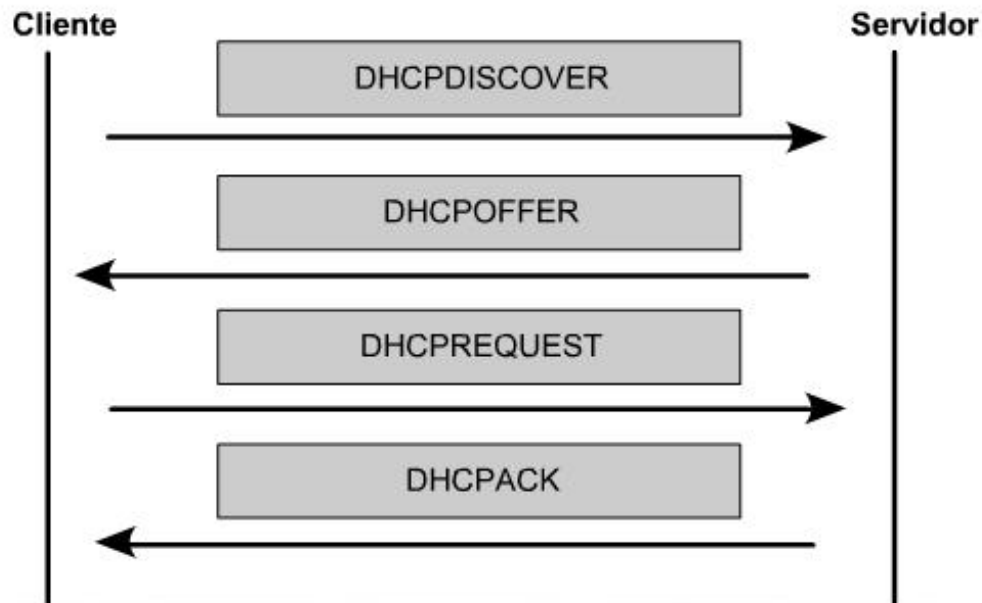 Cliente
Servidor
DHCPDISCOVER
DHCPOFFER
DHCPREQUEST
DHCPACK